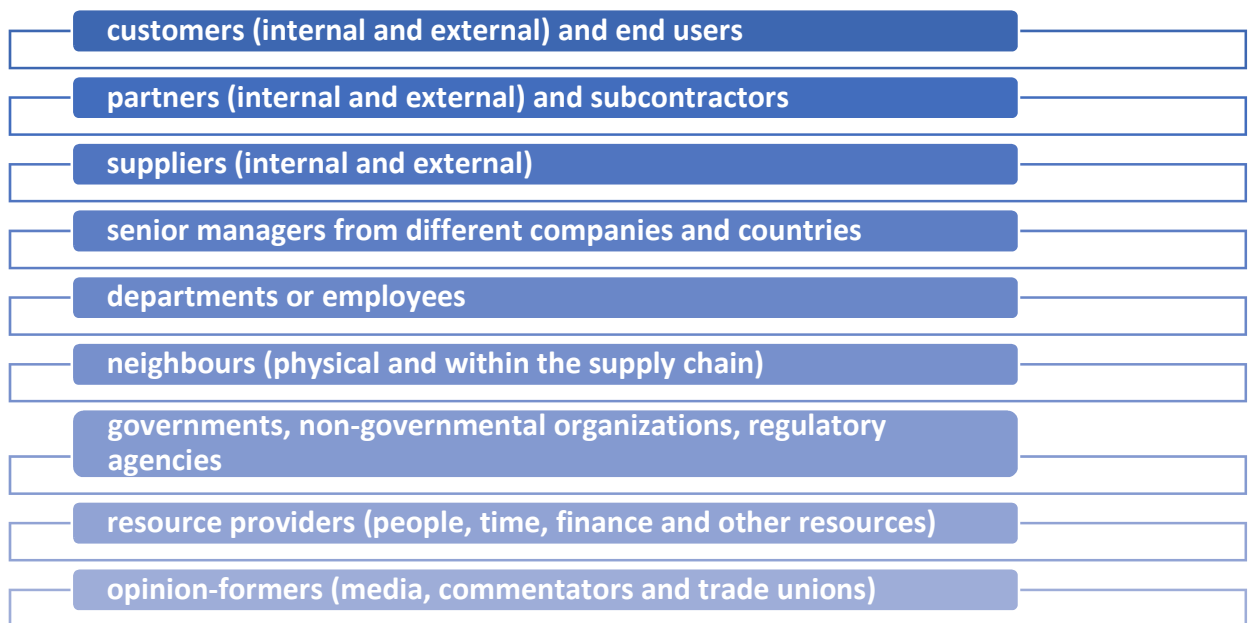 customers (internal and external) and end users
partners (internal and external) and subcontractors
suppliers (internal and external)
senior managers from different companies and countries
departments or employees
neighbours (physical and within the supply chain)
governments, non-governmental organizations, regulatory
agencies
resource providers (people, time, finance and other resources)
opinion-formers (media, commentators and trade unions)